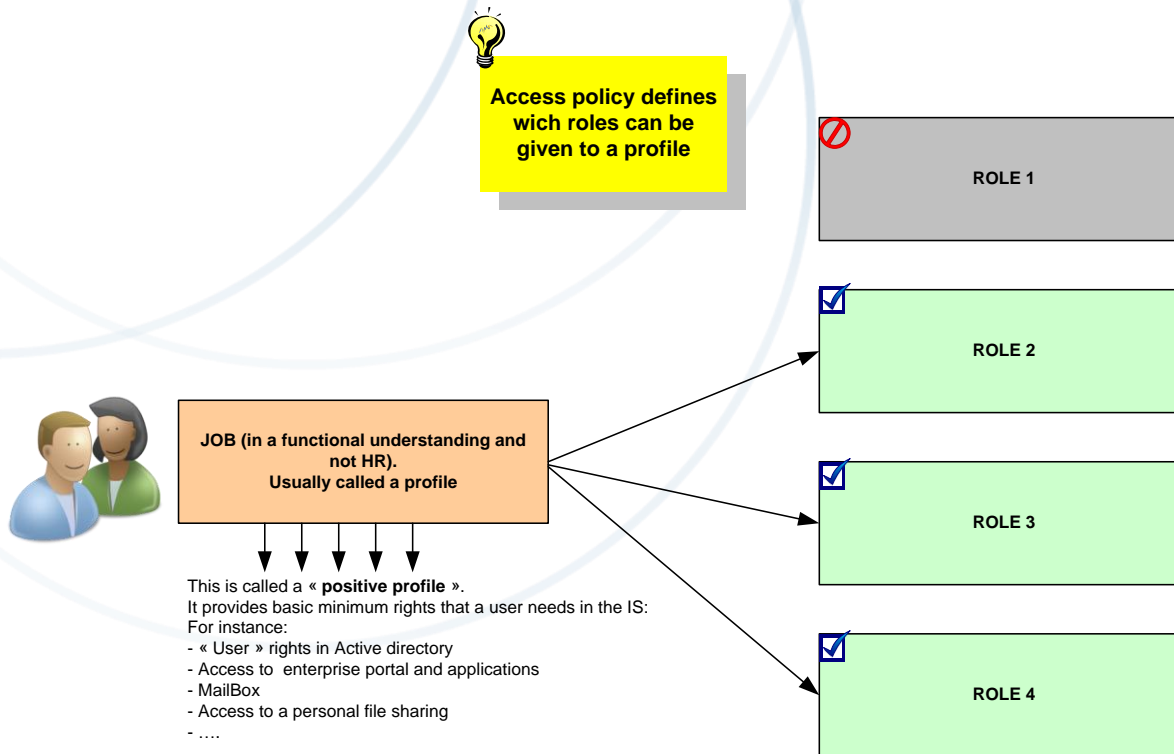 Access policy defines
wich roles can be
given to a profile
ROLE 1
ROLE 2
JOB (in a functional understanding and
not HR).
Usually called a profile
ROLE 3
This is called a « positive profile ».
It provides basic minimum rights that a user needs in the IS:
For instance:
- « User » rights in Active directory
- Access to  enterprise portal and applications
- MailBox
- Access to a personal file sharing
- ....
ROLE 4